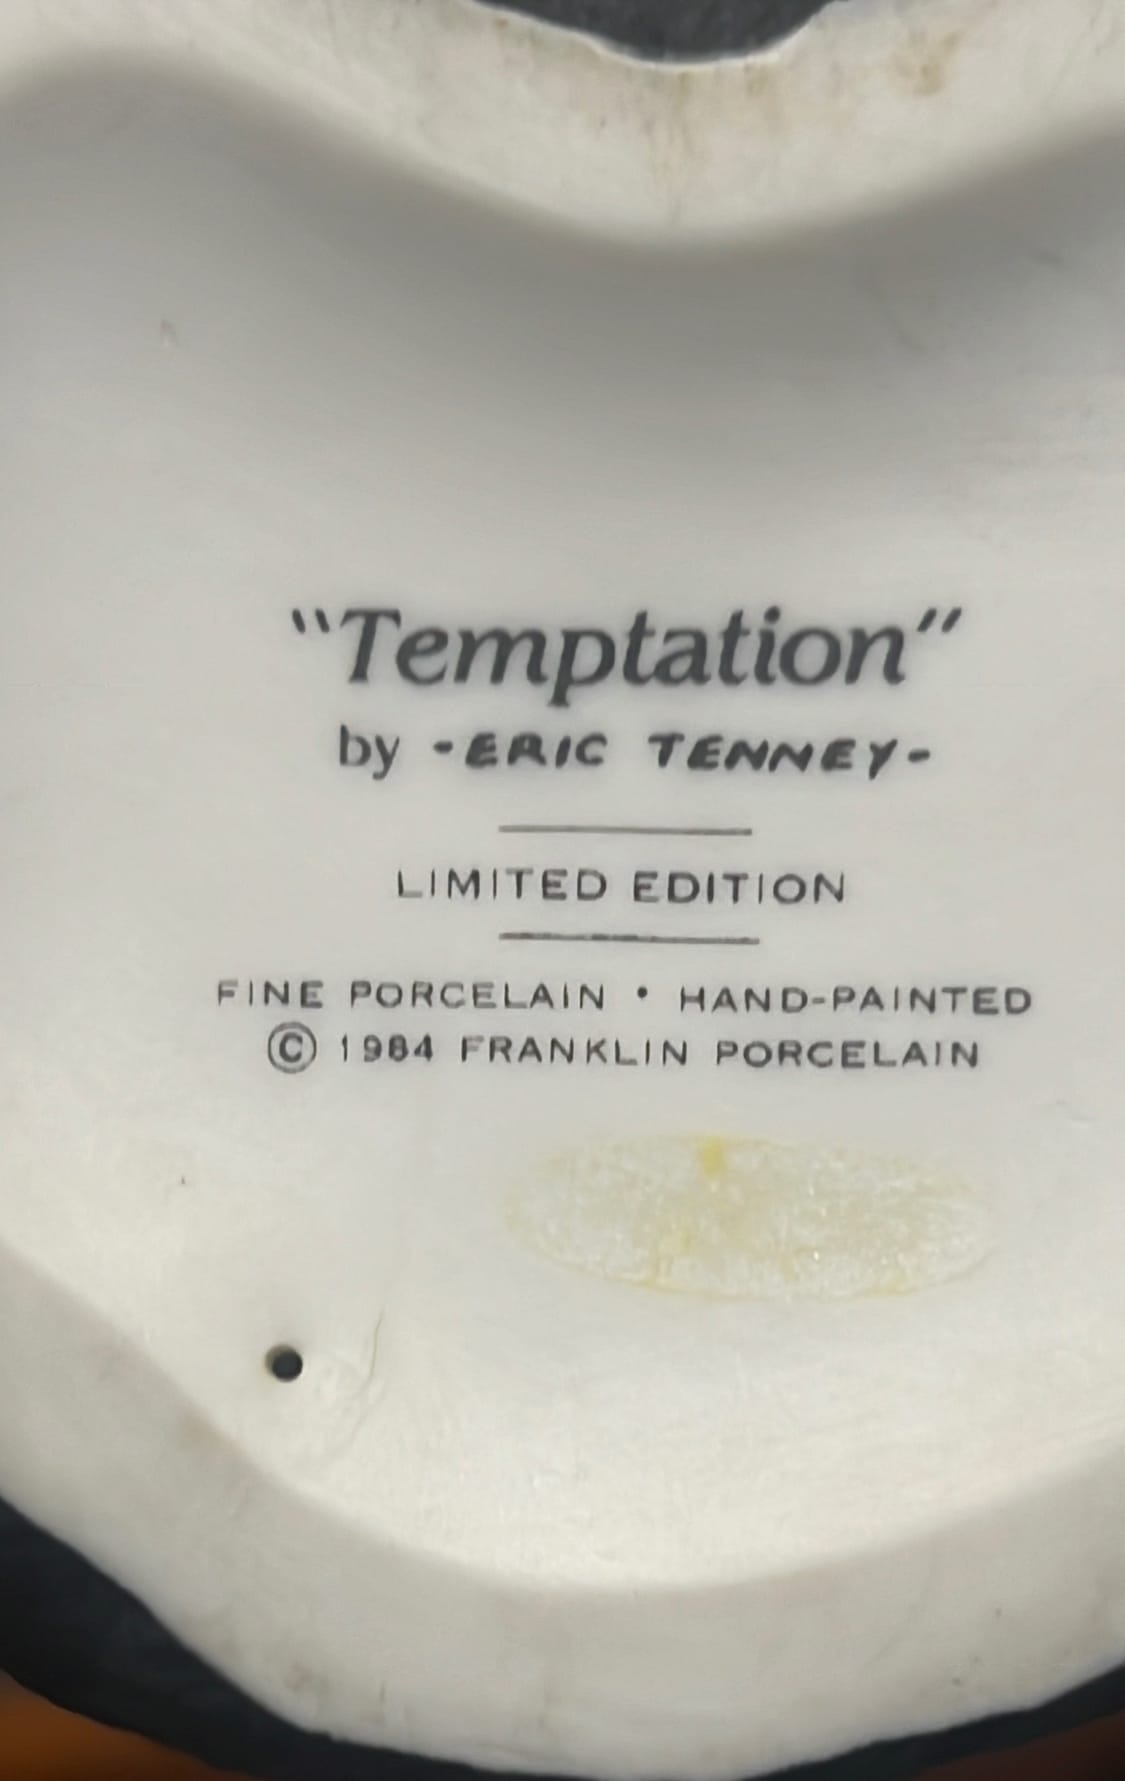 "Temptation"
by -ERIC TENNEY-
LIMITED EDITION
FINE PORCELAIN • HAND-PAINTED
© 1984 FRANKLIN PORCELAIN